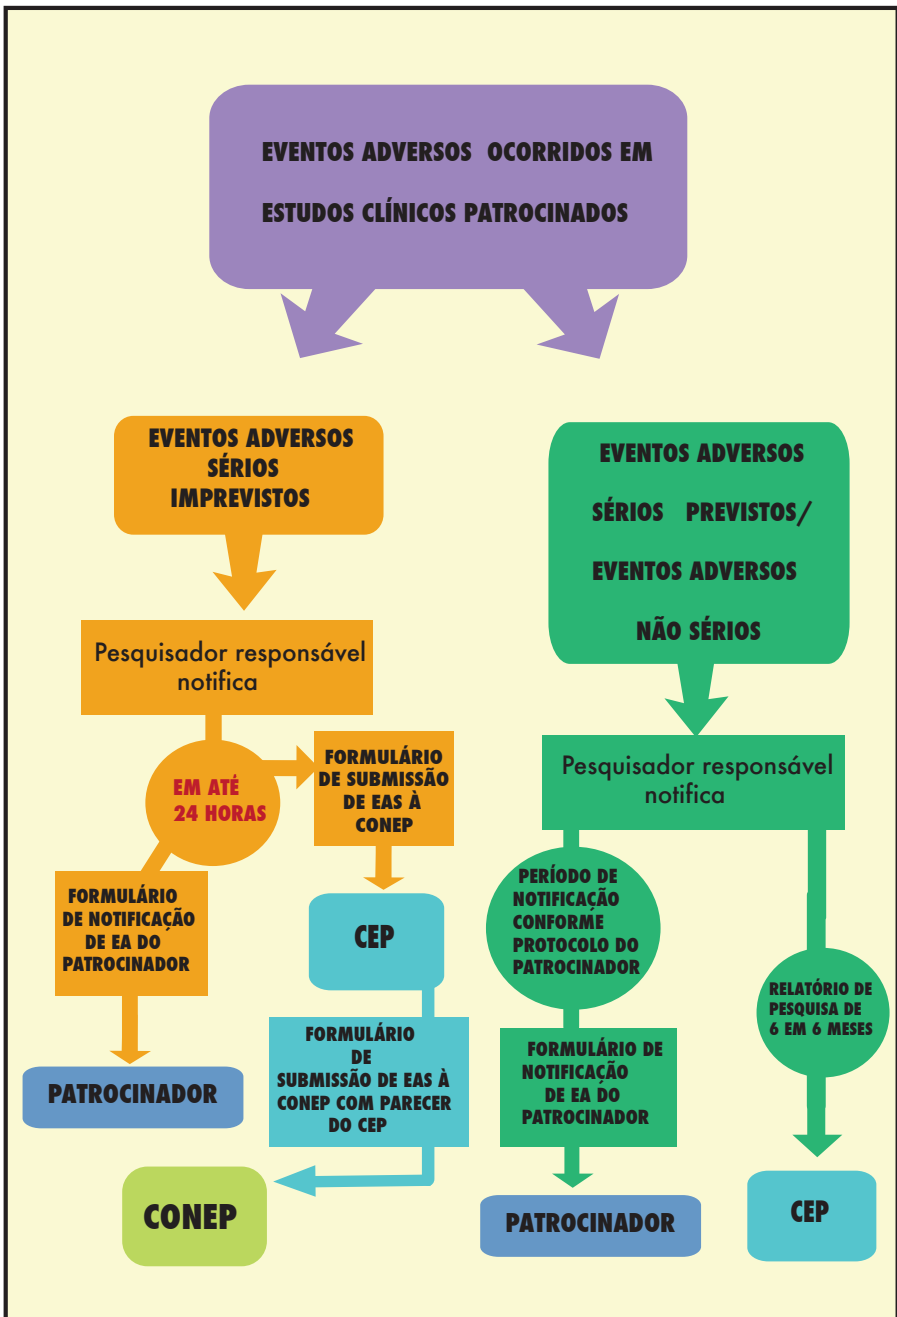 EVENTOS ADVERSOS OCORRIDOS EM
ESTUDOS CLÍNICOS PATROCINADOS
EVENTOS ADVERSOS
SÉRIOS
IMPREVISTOS
Pesquisador responsável
notifica
EM ATÉ
24 HORAS
FORMULÁRIO
DE SUBMISSÃO
DE EAS À
CONEP
FORMULÁRIO
DE NOTIFICAÇÃO
DE EA DO
PATROCINADOR
CEP
PATROCINADOR
FORMULÁRIO
DE
SUBMISSÃO DE EAS À
CONEP COM PARECER
DO CEP
CONEP
EVENTOS ADVERSOS
SÉRIOS PREVISTOS/
EVENTOS ADVERSOS
NÃO SÉRIOS
Pesquisador responsável
notifica
PERÍODO DE
NOTIFICAÇÃO
CONFORME
PROTOCOLO DO
PATROCINADOR
RELATÓRIO DE
PESQUISA DE
6 EM 6 MESES
FORMULÁRIO DE
NOTIFICAÇÃO
DE EA DO
PATROCINADOR
PATROCINADOR
CEP